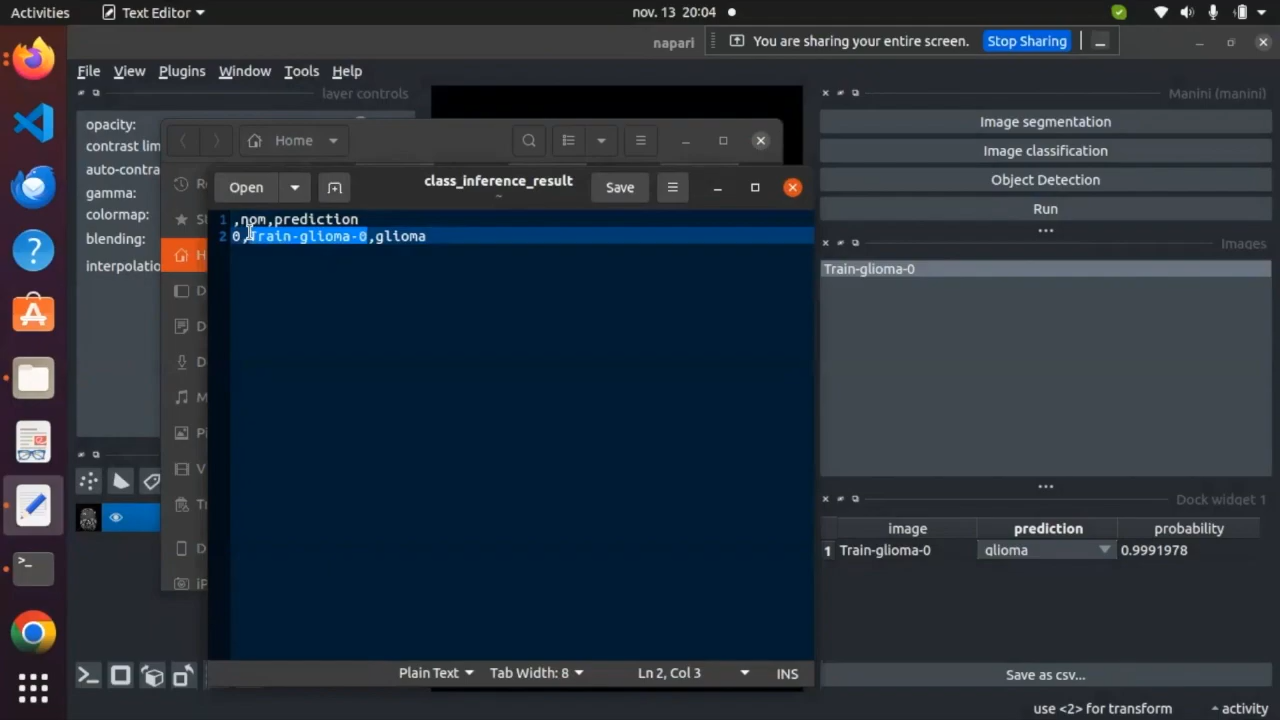 Activities
Text Editor
nov. 13 20:04
napari
You are sharing your entire screen.
Stop Sharing
File View Plugins Window Tools Help
layer controls
opacity:
contrast lim
auto-contra
gamma:
colormap:
blending:
interpolatio
Home
Open
class_inference_result
~
Save
1 ,nom,prediction
2 0,Train-glioma-0,glioma
Plain Text
Tab Width: 8
Ln 2, Col 3
INS
Manini (manini)
Image segmentation
Image classification
Object Detection
Run
Images
Train-glioma-0
Dock widget 1
image prediction probability
1 Train-glioma-0 glioma 0.9991978
Save as csv...
use <2> for transform
activity